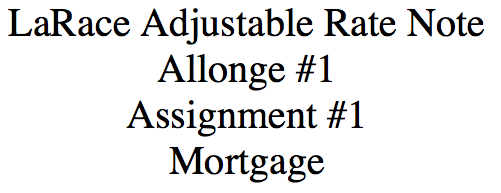 LaRace Adjustable Rate Note
Allonge #1
Assignment #1
Mortgage